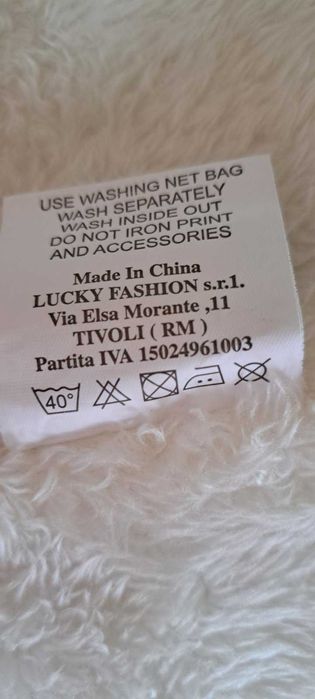 USE WASHING NET BAG
WASH SEPARATELY
WASH INSIDE OUT
DO NOT IRON PRINT
AND ACCESSORIES
Made In China
LUCKY FASHION s.r.l.
Via Elsa Morante ,11
TIVOLI ( RM )
Partita IVA 15024961003
40°